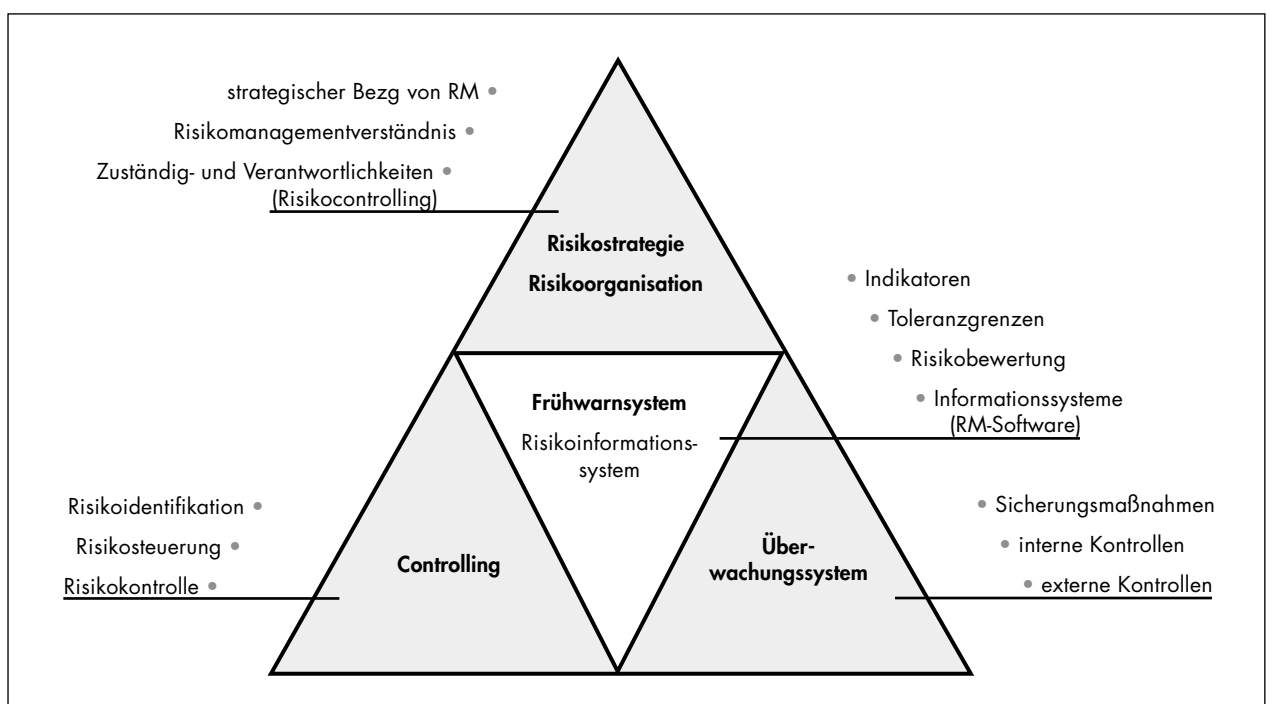 strategischer Bezg von RM •
Risikomanagementverständnis •
Zuständig- und Verantwortlichkeiten •
(Risikocontrolling)
Risikostrategie
Risikoorganisation
• Indikatoren
• Toleranzgrenzen
• Risikobewertung
• Informationssysteme
(RM-Software)
Frühwarnsystem
Risikoinformations-
system
Risikoidentifikation •
Risikosteuerung •
Risikokontrolle •
Controlling
Über-
wachungssystem
• Sicherungsmaßnahmen
• interne Kontrollen
• externe Kontrollen